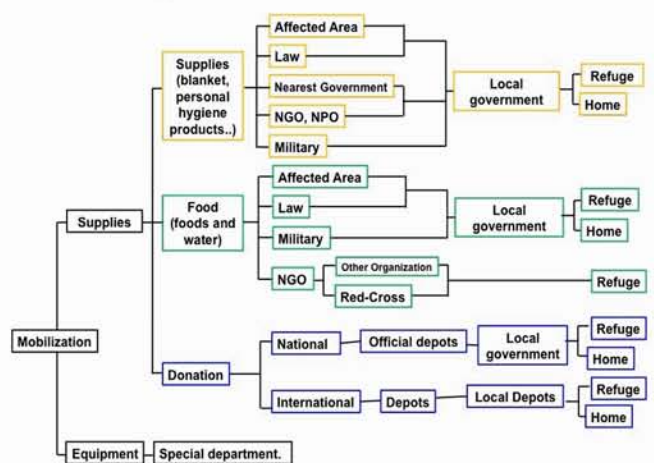 Affected Area
Law
Supplies
(blanket,
personal
hygiene
products..)
Nearest Government
NGO, NPO
Military
Local
government
Refuge
Home
Affected Area
Law
Food
(foods and
water)
Military
Local
government
Refuge
Home
NGO
Other Organization
Red-Cross
Refuge
Supplies
Mobilization
Donation
National
Official depots
Local
government
Refuge
Home
International
Depots
Local Depots
Refuge
Home
Equipment
Special department.